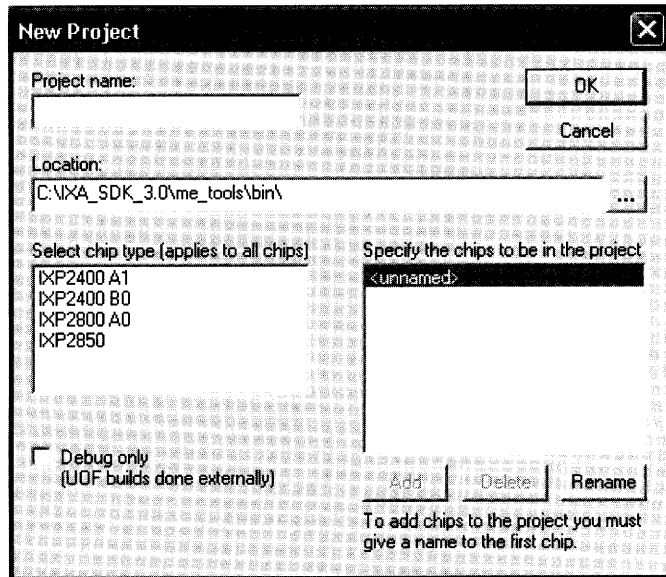 New Project
Project name:
OK
Cancel
Location:
C:\IXA_SDK_3.0\me_tools\bin\
...
Select chip type (applies to all chips)
IXP2400 A1
IXP2400 B0
IXP2800 A0
IXP2850
Specify the chips to be in the project
<unnamed>
Debug only
(UOF builds done externally)
Add
Delete
Rename
To add chips to the project you must
give a name to the first chip.